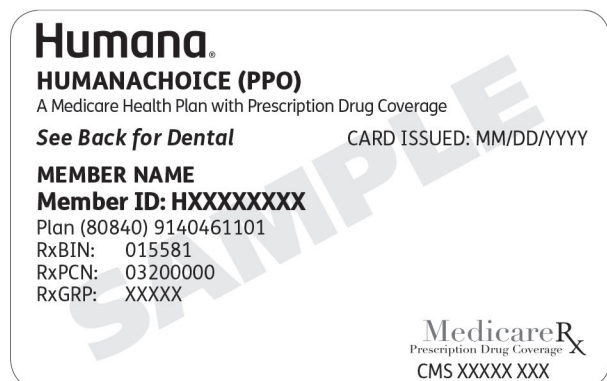 Humana®
HUMANACHOICE (PPO)
A Medicare Health Plan with Prescription Drug Coverage
See Back for Dental CARD ISSUED: MM/DD/YYYY
MEMBER NAME
Member ID: HXXXXXXXX
Plan (80840) 9140461101
RxBIN: 015581
RxPCN: 03200000
RxGRP: XXXXX
SAMPLE
MedicareRx
Prescription Drug Coverage
CMS XXXXX XXX